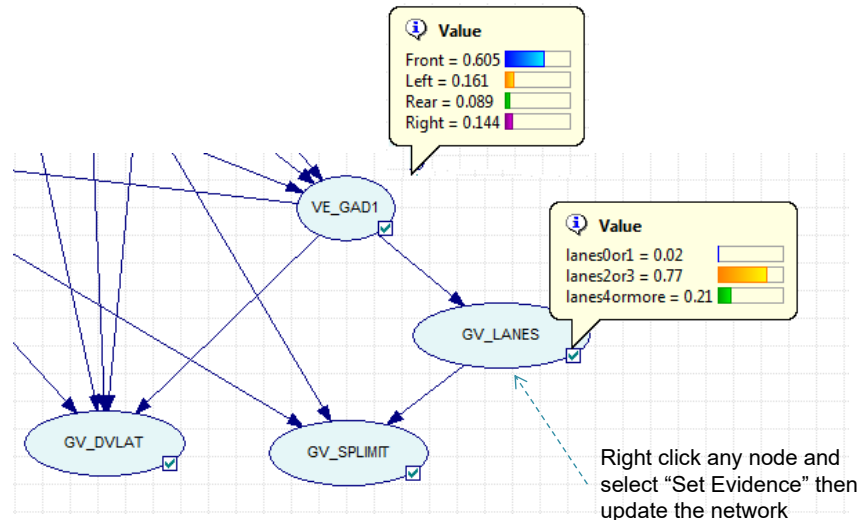 Value
Front = 0.605
Left = 0.161
Rear = 0.089
Right = 0.144
VE_GAD1
Value
lanes0or1 = 0.02
lanes2or3 = 0.77
lanes4ormore = 0.21
GV_LANES
GV_DVLAT
GV_SPLIMIT
Right click any node and
select “Set Evidence” then
update the network